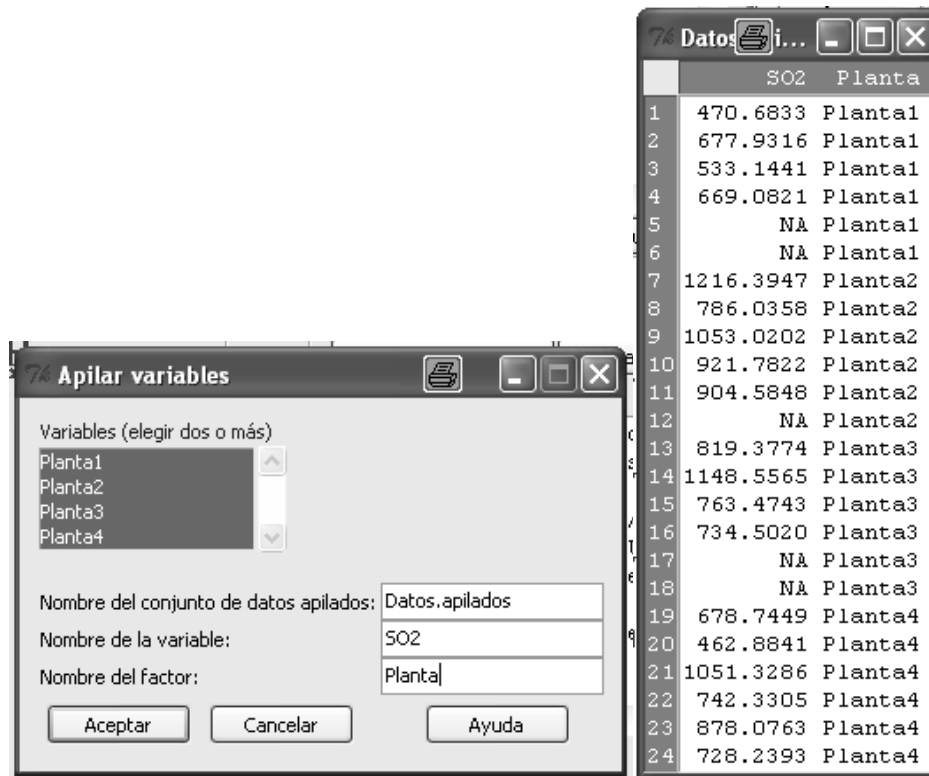 Apilar variables
Variables (elegir dos o más)
Planta1
Planta2
Planta3
Planta4
Nombre del conjunto de datos apilados: Datos.apilados
Nombre de la variable: SO2
Nombre del factor: Planta
Aceptar Cancelar Ayuda
Datos i...
SO2 Planta
1 470.6833 Planta1
2 677.9316 Planta1
3 533.1441 Planta1
4 669.0821 Planta1
5 NA Planta1
6 NA Planta1
7 1216.3947 Planta2
8 786.0358 Planta2
9 1053.0202 Planta2
10 921.7822 Planta2
11 904.5848 Planta2
12 NA Planta2
13 819.3774 Planta3
14 1148.5565 Planta3
15 763.4743 Planta3
16 734.5020 Planta3
17 NA Planta3
18 NA Planta3
19 678.7449 Planta4
20 462.8841 Planta4
21 1051.3286 Planta4
22 742.3305 Planta4
23 878.0763 Planta4
24 728.2393 Planta4